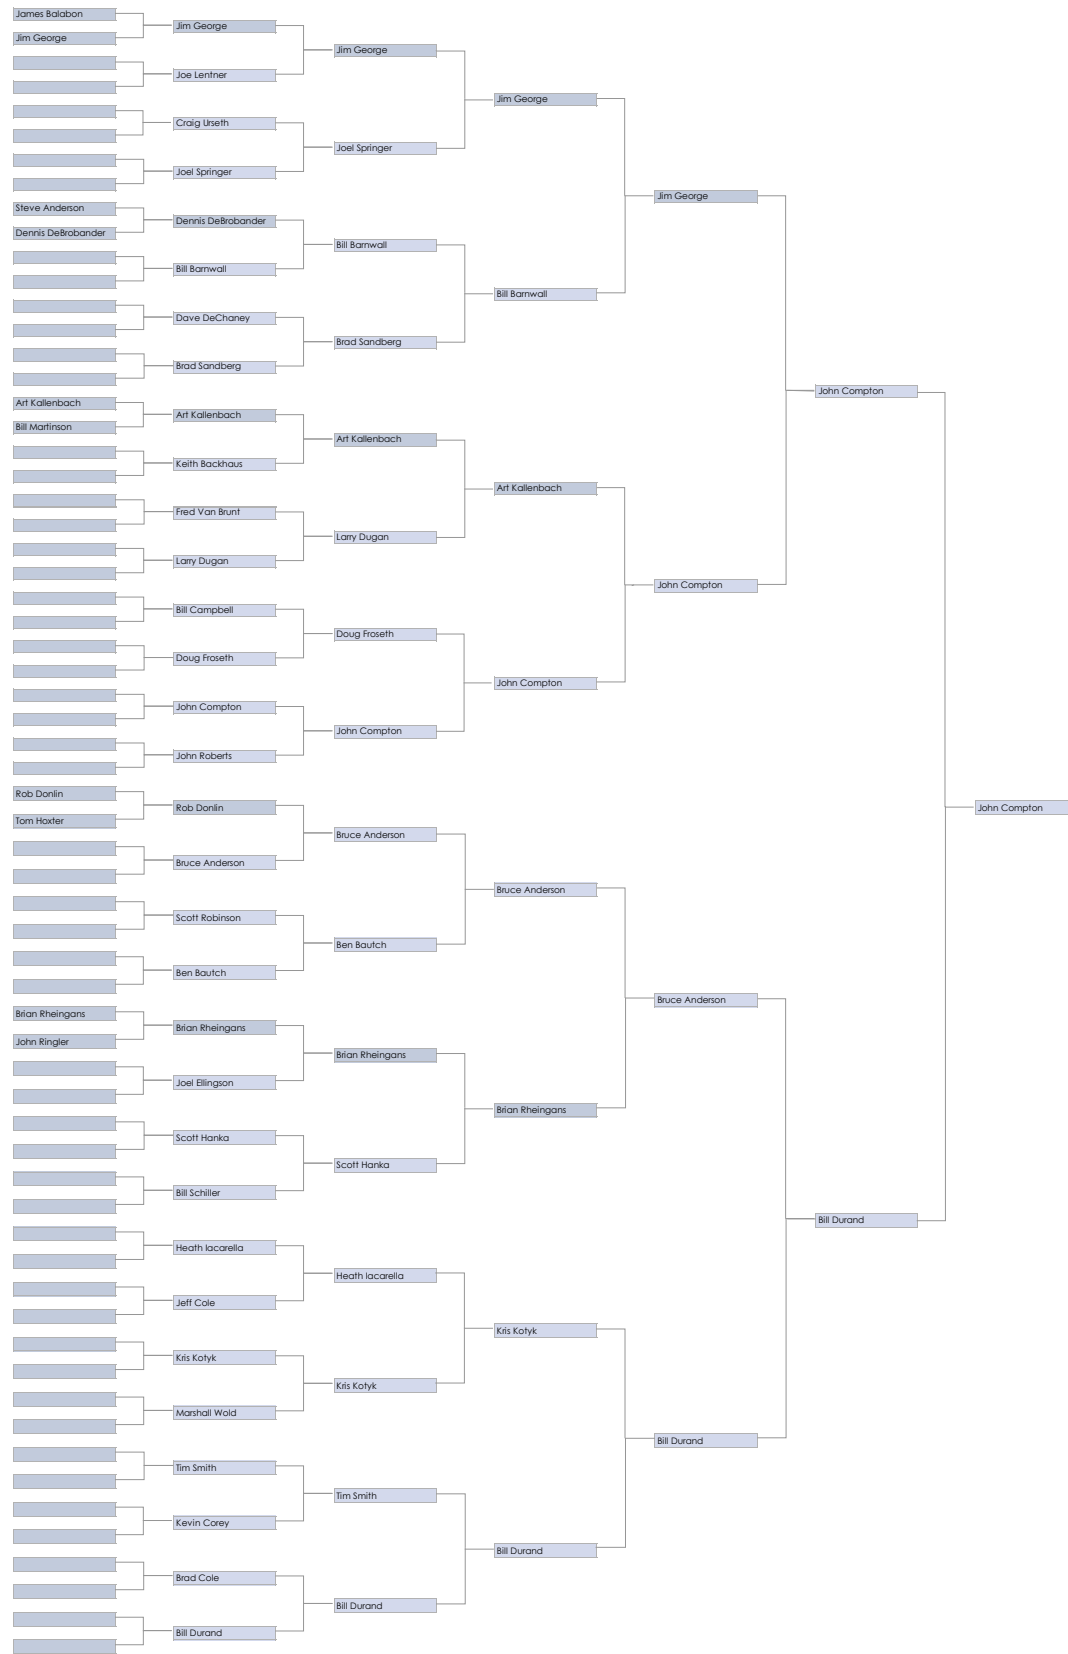 James Balabon
Jim George
Jim George
Jim George
Joe Lentner
Jim George
Craig Urseth
Joel Springer
Joel Springer
Jim George
Steve Anderson
Dennis DeBrobander
Dennis DeBrobander
Bill Barnwall
Bill Barnwall
Bill Barnwall
Dave DeChaney
Brad Sandberg
Brad Sandberg
John Compton
Art Kallenbach
Art Kallenbach
Bill Martinson
Art Kallenbach
Keith Backhaus
Art Kallenbach
Fred Van Brunt
Larry Dugan
Larry Dugan
John Compton
Bill Campbell
Doug Froseth
Doug Froseth
John Compton
John Compton
John Compton
John Roberts
Rob Donlin
Rob Donlin
John Compton
Tom Hoxter
Bruce Anderson
Bruce Anderson
Bruce Anderson
Scott Robinson
Ben Bautch
Ben Bautch
Bruce Anderson
Brian Rheingans
Brian Rheingans
John Ringler
Brian Rheingans
Joel Ellingson
Brian Rheingans
Scott Hanka
Scott Hanka
Bill Schiller
Bill Durand
Heath Iacarella
Heath Iacarella
Jeff Cole
Kris Kotyk
Kris Kotyk
Kris Kotyk
Marshall Wold
Bill Durand
Tim Smith
Tim Smith
Kevin Corey
Bill Durand
Brad Cole
Bill Durand
Bill Durand